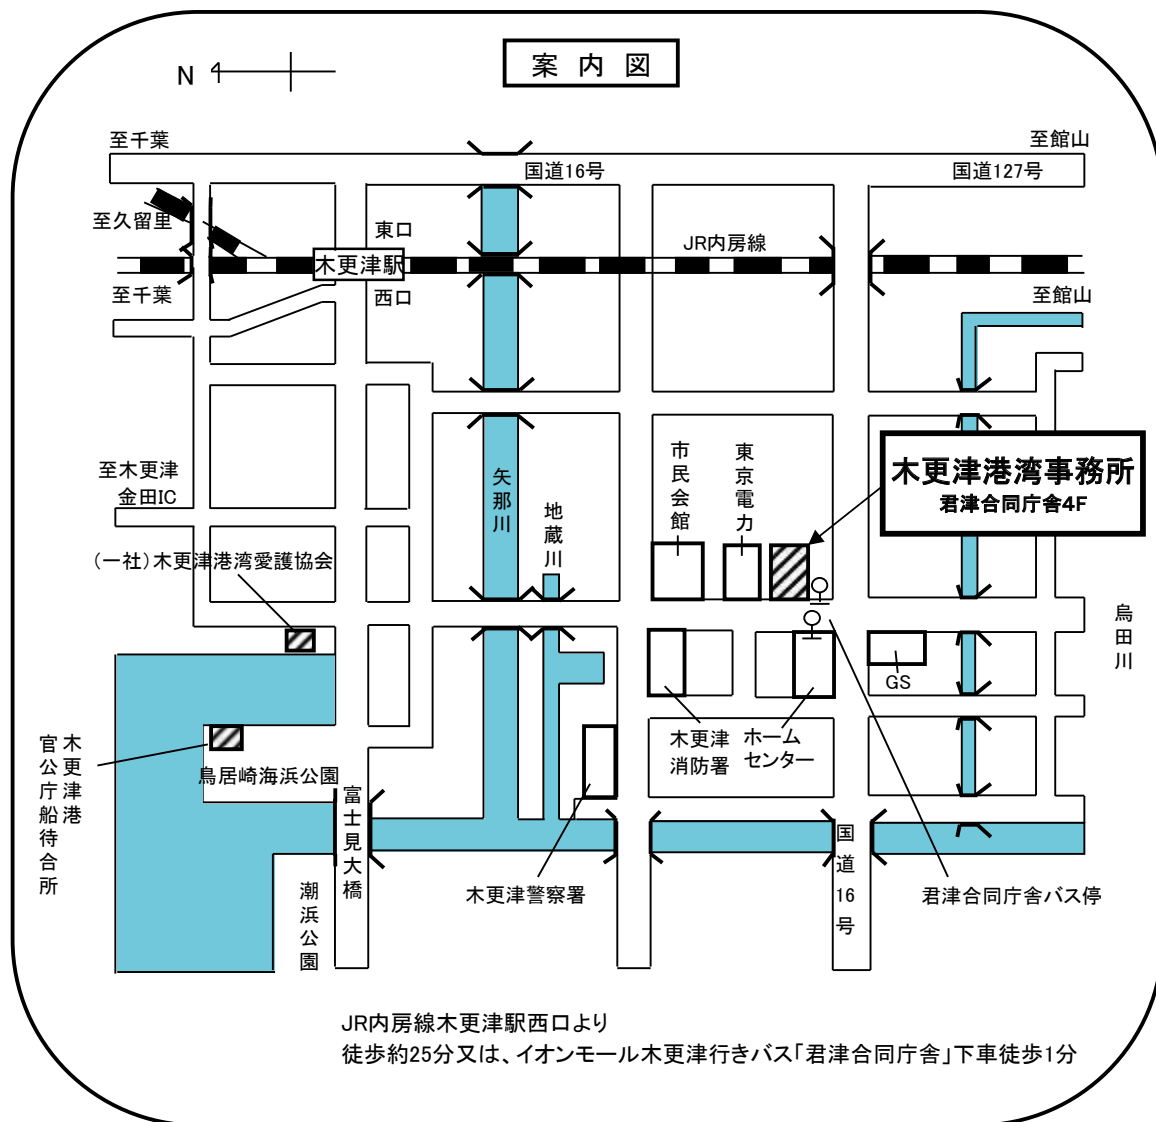 案 内 図
N
至千葉
至館山
国道16号
国道127号
至久留里
東口
JR内房線
木更津駅
至千葉
西口
至館山
市民会館
東京電力
木更津港湾事務所
君津合同庁舎4F
至木更津
金田IC
矢那川
地蔵川
(一社)木更津港湾愛護協会
烏田川
GS
木更津港
官公庁船待合所
鳥居崎海浜公園
木更津
消防署
ホーム
センター
富士見大橋
国道16号
潮浜公園
木更津警察署
君津合同庁舎バス停
JR内房線木更津駅西口より
徒歩約25分又は、イオンモール木更津行きバス「君津合同庁舎」下車徒歩1分